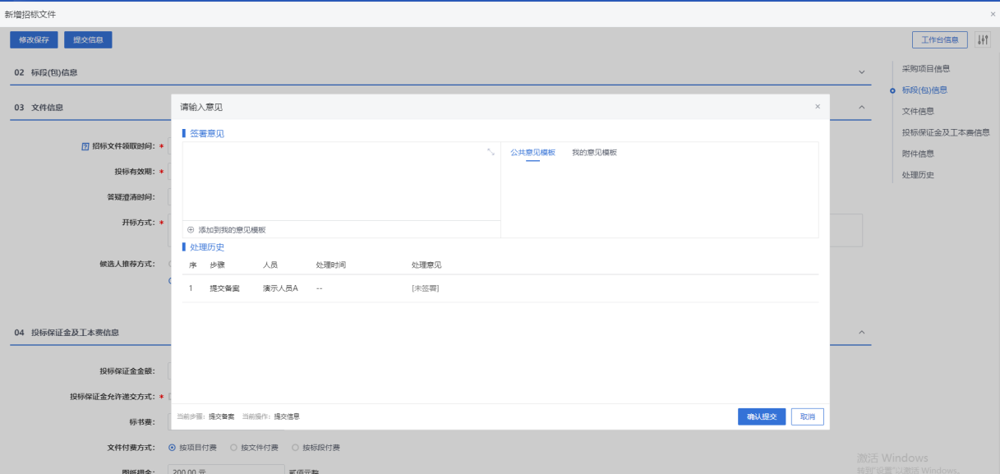 新增招标文件 ×
修改保存 提交信息 工作台信息
02 标段(包)信息
03 文件信息
采购项目信息
标段(包)信息
文件信息
投标保证金及工本费信息
附件信息
处理历史
招标文件领取时间: *
投标有效期: *
答疑澄清时间:
开标方式: *
候选人推荐方式:
请输入意见 ×
签署意见
公共意见模板 我的意见模板
添加到我的意见模板
处理历史
序 步骤 人员 处理时间 处理意见
1 提交备案 演示人员A -- [未签署]
当前步骤: 提交备案 当前操作: 提交信息 确认提交 取消
04 投标保证金及工本费信息
投标保证金金额:
投标保证金允许递交方式: *
标书费:
文件付费方式: 按项目付费 按文件付费 按标段付费
图纸押金: 200.00 元 贰佰元整
激活 Windows
转到"设置"以激活 Windows。